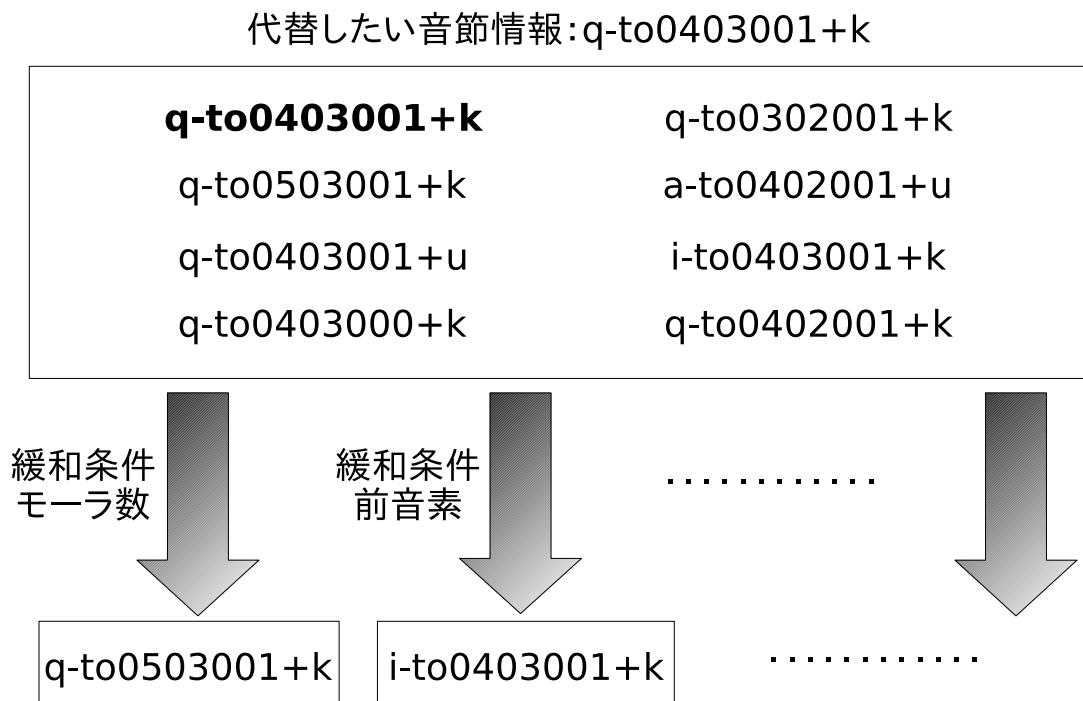 代替したい音節情報:q-to0403001+k
q-to0403001+k
q-to0302001+k
q-to0503001+k
a-to0402001+u
q-to0403001+u
i-to0403001+k
q-to0403000+k
q-to0402001+k
緩和条件
モーラ数
緩和条件
前音素
............
q-to0503001+k
i-to0403001+k
............